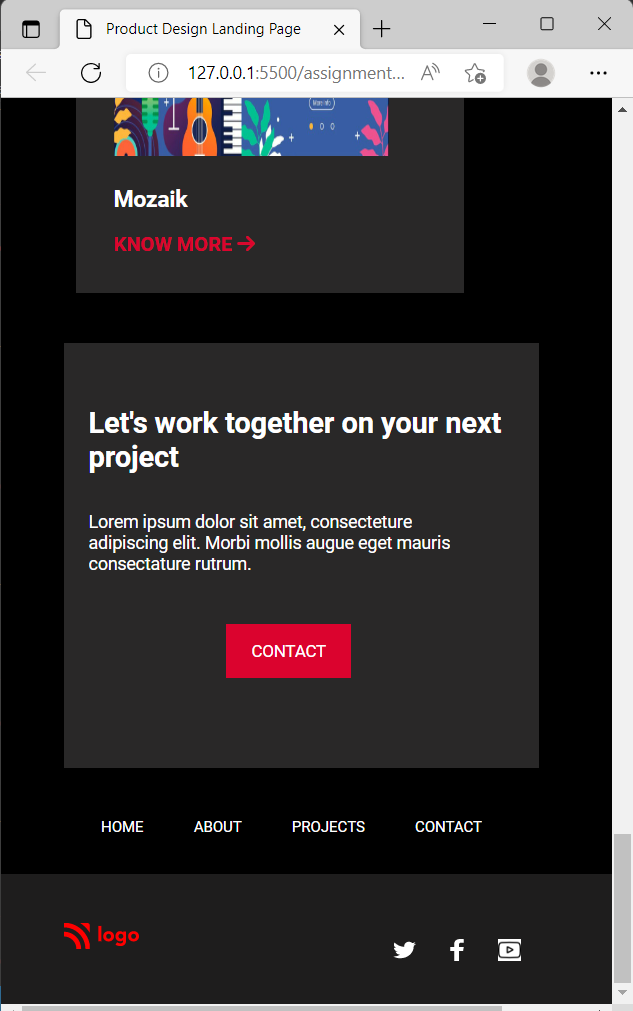 Product Design Landing Page
127.0.0.1:5500/assignment...
More Info
Mozaik
KNOW MORE →
Let's work together on your next
project
Lorem ipsum dolor sit amet, consecteture
adipiscing elit. Morbi mollis augue eget mauris
consectature rutrum.
CONTACT
HOME ABOUT PROJECTS CONTACT
logo